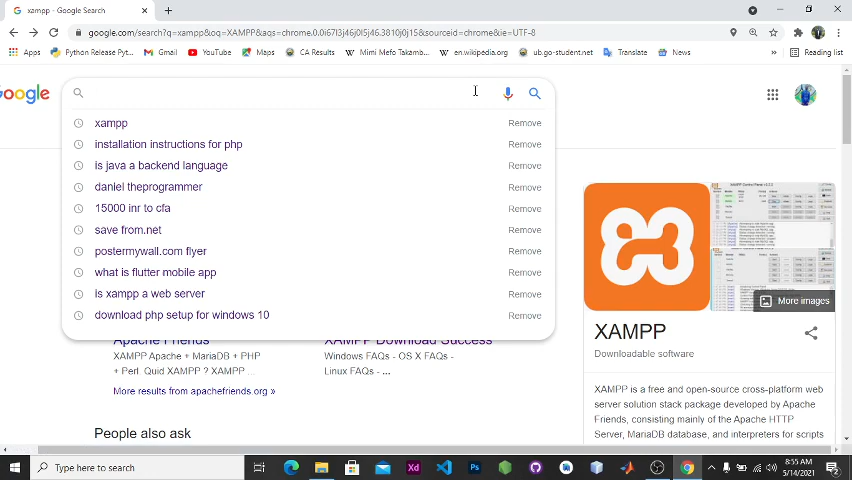 xampp - Google Search
google.com/search?q=xampp&oq=XAMPP&aqs=chrome.0.0i67l3j46j0l5j46.3810j0j15&sourceid=chrome&ie=UTF-8
Apps
Python Release Pyt...
Gmail
YouTube
Maps
CA Results
Mimi Mefo Takamb...
en.wikipedia.org
ub.go-student.net
Translate
News
Reading list
oogle
xampp
Remove
installation instructions for php
Remove
is java a backend language
Remove
daniel theprogrammer
Remove
15000 inr to cfa
Remove
save from.net
Remove
postermywall.com flyer
Remove
what is flutter mobile app
Remove
is xampp a web server
Remove
download php setup for windows 10
Remove
Apache Friends
XAMPP Download Success
XAMPP Apache + MariaDB + PHP
+ Perl Quid XAMPP ? XAMPP ...
Windows FAQs - OS X FAQs -
Linux FAQs - ...
More results from apachefriends.org »
People also ask
More images
XAMPP
Downloadable software
XAMPP is a free and open-source cross-platform web
server solution stack package developed by Apache
Friends, consisting mainly of the Apache HTTP
Server, MariaDB database, and interpreters for scripts
Type here to search
Xd
Ps
8:55 AM
5/14/2021
2